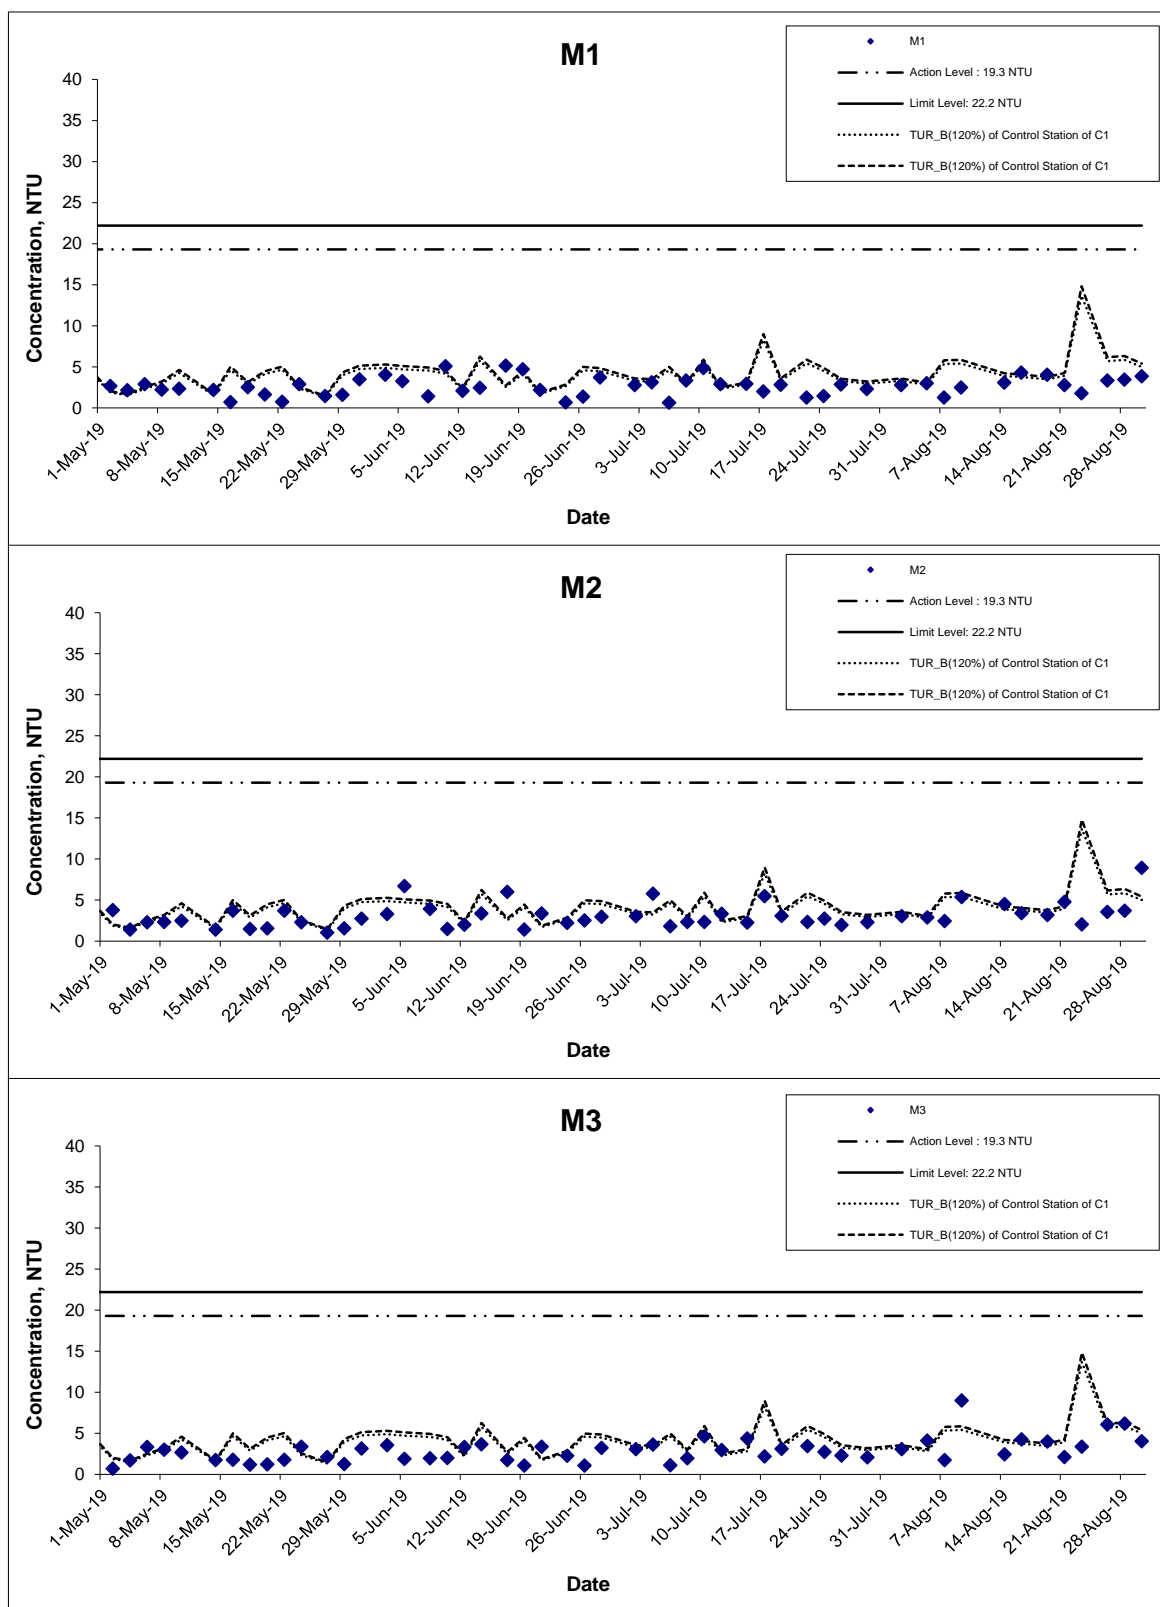 M1
M1
Action Level : 19.3 NTU
Limit Level: 22.2 NTU
TUR_B(120%) of Control Station of C1
TUR_B(120%) of Control Station of C1
40
35
30
25
20
15
10
5
0
Concentration, NTU
1-May-19
8-May-19
15-May-19
22-May-19
29-May-19
5-Jun-19
12-Jun-19
19-Jun-19
26-Jun-19
3-Jul-19
10-Jul-19
17-Jul-19
24-Jul-19
31-Jul-19
7-Aug-19
14-Aug-19
21-Aug-19
28-Aug-19
Date
M2
M2
Action Level : 19.3 NTU
Limit Level: 22.2 NTU
TUR_B(120%) of Control Station of C1
TUR_B(120%) of Control Station of C1
40
35
30
25
20
15
10
5
0
Concentration, NTU
1-May-19
8-May-19
15-May-19
22-May-19
29-May-19
5-Jun-19
12-Jun-19
19-Jun-19
26-Jun-19
3-Jul-19
10-Jul-19
17-Jul-19
24-Jul-19
31-Jul-19
7-Aug-19
14-Aug-19
21-Aug-19
28-Aug-19
Date
M3
M3
Action Level : 19.3 NTU
Limit Level: 22.2 NTU
TUR_B(120%) of Control Station of C1
TUR_B(120%) of Control Station of C1
40
35
30
25
20
15
10
5
0
Concentration, NTU
1-May-19
8-May-19
15-May-19
22-May-19
29-May-19
5-Jun-19
12-Jun-19
19-Jun-19
26-Jun-19
3-Jul-19
10-Jul-19
17-Jul-19
24-Jul-19
31-Jul-19
7-Aug-19
14-Aug-19
21-Aug-19
28-Aug-19
Date